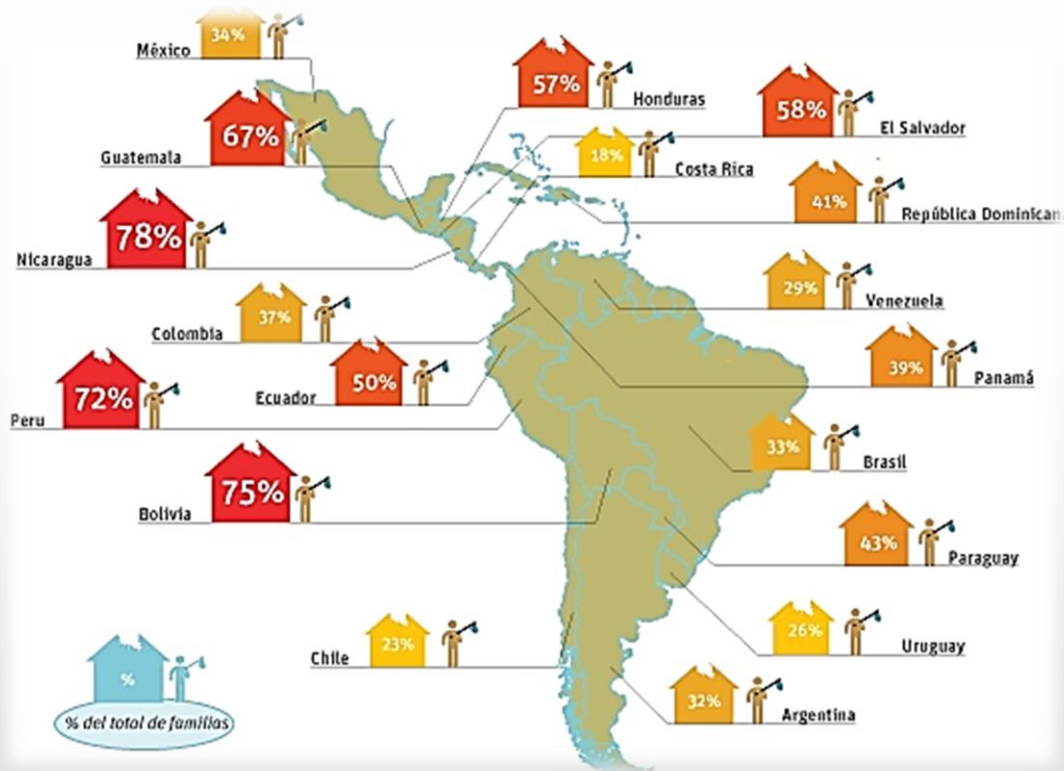 34%
México
57%
Honduras
58%
El Salvador
67%
Guatemala
18%
Costa Rica
41%
República Dominican
78%
Nicaragua
29%
Venezuela
37%
Colombia
50%
Ecuador
39%
Panamá
72%
Peru
33%
Brasil
75%
Bolivia
43%
Paraguay
23%
Chile
26%
Uruguay
32%
Argentina
%
% del total de familias